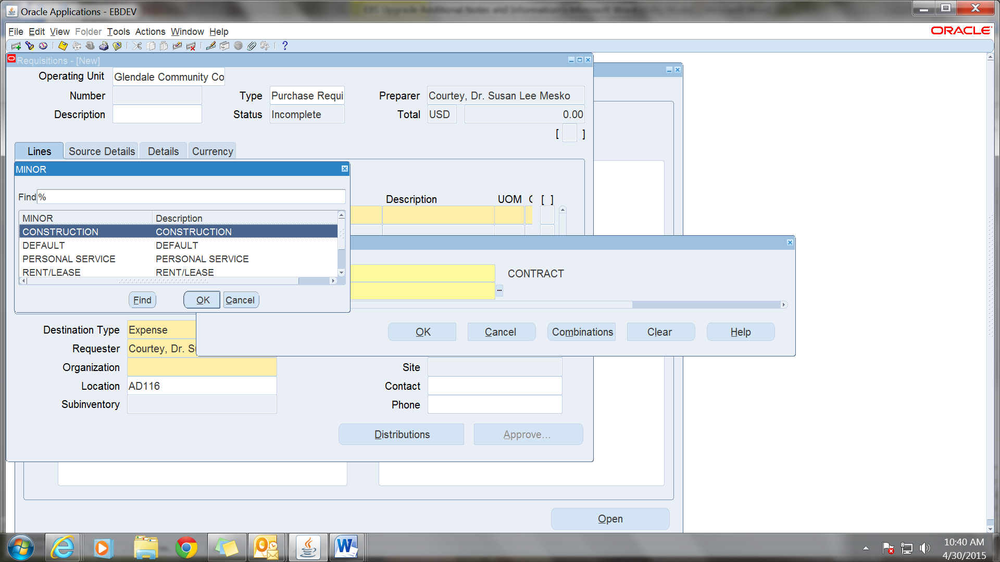 Oracle Applications - EBDEV
File Edit View Folder Tools Actions Window Help
ORACLE
Requisitions - [New]
Operating Unit Glendale Community Co
Number Type Purchase Requi Preparer Courtey, Dr. Susan Lee Mesko
Description Status Incomplete Total USD 0.00
[ ]
Lines Source Details Details Currency
MINOR
Find %
MINOR Description
CONSTRUCTION CONSTRUCTION
DEFAULT DEFAULT
PERSONAL SERVICE PERSONAL SERVICE
RENT/LEASE RENT/LEASE
Find OK Cancel
Description UOM [ ]
CONTRACT
...
OK Cancel Combinations Clear Help
Destination Type Expense
Requester Courtey, Dr.
Organization Site
Location AD116 Contact
Subinventory Phone
Distributions Approve...
Open
10:40 AM
4/30/2015